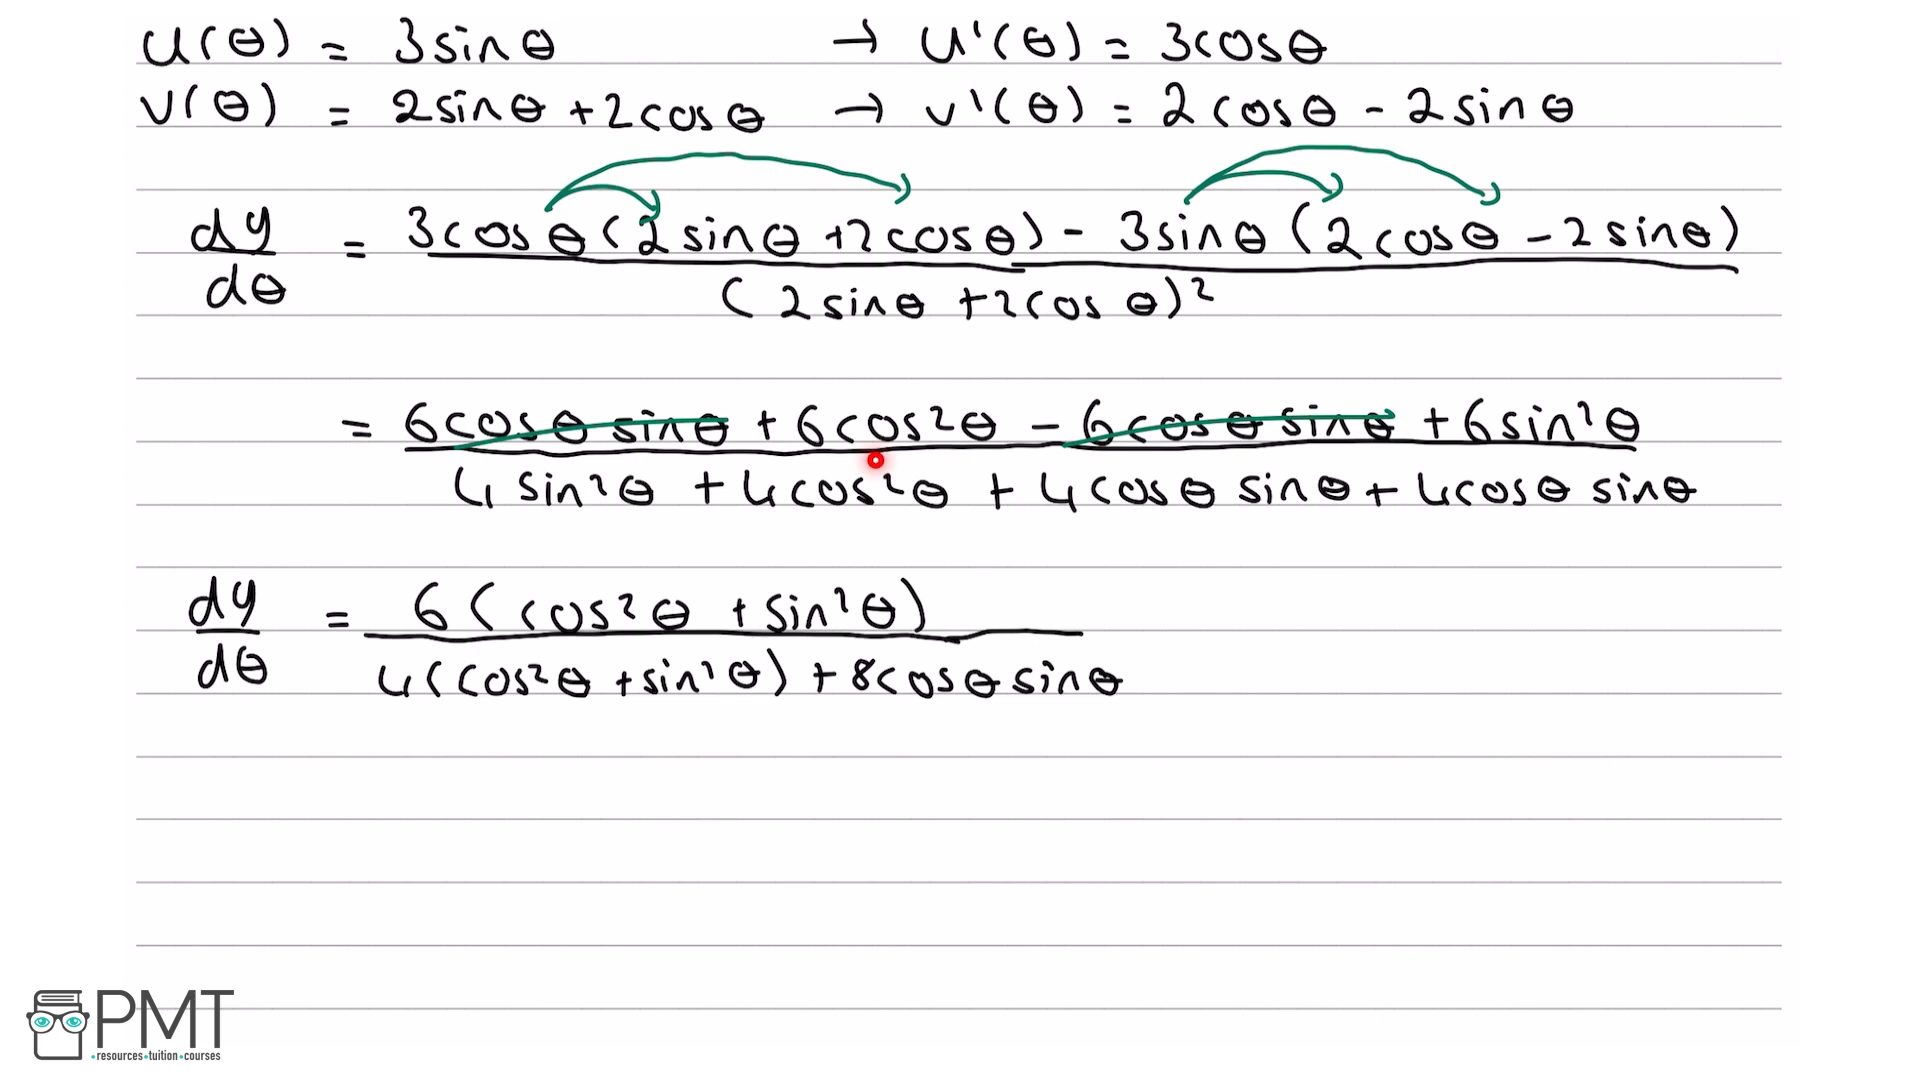 u(θ) = 3sinθ → u'(θ) = 3cosθ
v(θ) = 2sinθ + 2cosθ → v'(θ) = 2cosθ - 2sinθ
dy/dθ = 3cosθ(2sinθ + 2cosθ) - 3sinθ(2cosθ - 2sinθ) / (2sinθ + 2cosθ)²
= 6cosθ sinθ + 6cos²θ - 6cosθ sinθ + 6sin²θ / 4sin²θ + 4cos²θ + 4cosθ sinθ + 4cosθ sinθ
dy/dθ = 6(cos²θ + sin²θ) / 4(cos²θ + sin²θ) + 8cosθ sinθ
PMT
•resources•tuition•courses